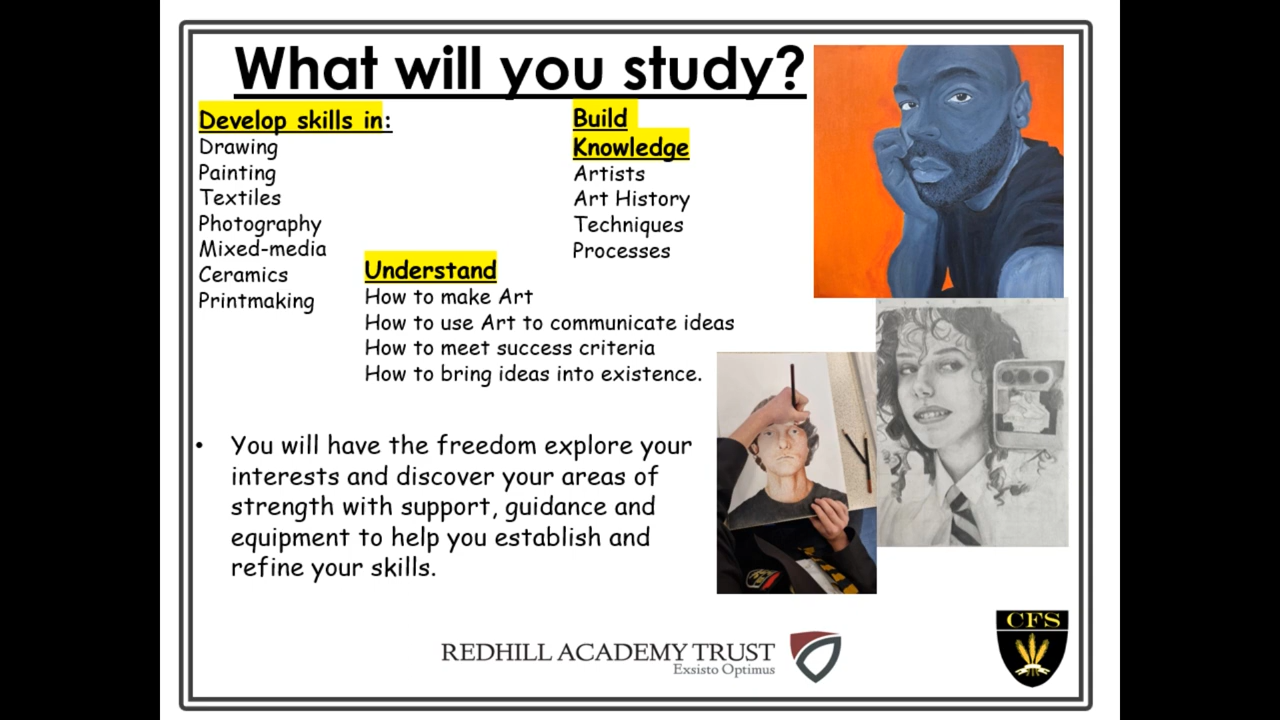 What will you study?
Develop skills in:
Drawing
Painting
Textiles
Photography
Mixed-media
Ceramics
Printmaking
Build
Knowledge
Artists
Art History
Techniques
Processes
Understand
How to make Art
How to use Art to communicate ideas
How to meet success criteria
How to bring ideas into existence.
• You will have the freedom explore your
interests and discover your areas of
strength with support, guidance and
equipment to help you establish and
refine your skills.
REDHILL ACADEMY TRUST
Exsisto Optimus
CFS